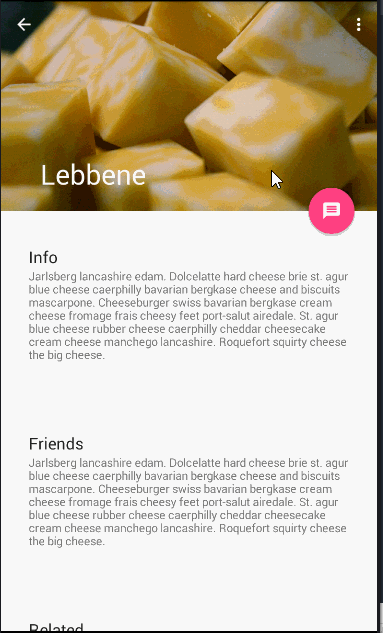 Lebbene
Info
Jarlsberg lancashire edam. Dolcelatte hard cheese brie st. agur
blue cheese caerphilly bavarian bergkase cheese and biscuits
mascarpone. Cheeseburger swiss bavarian bergkase cream
cheese fromage frais cheesy feet port-salut airedale. St. agur
blue cheese rubber cheese caerphilly cheddar cheesecake
cream cheese manchego lancashire. Roquefort squirty cheese
the big cheese.
Friends
Jarlsberg lancashire edam. Dolcelatte hard cheese brie st. agur
blue cheese caerphilly bavarian bergkase cheese and biscuits
mascarpone. Cheeseburger swiss bavarian bergkase cream
cheese fromage frais cheesy feet port-salut airedale. St. agur
blue cheese rubber cheese caerphilly cheddar cheesecake
cream cheese manchego lancashire. Roquefort squirty cheese
the big cheese.
Related